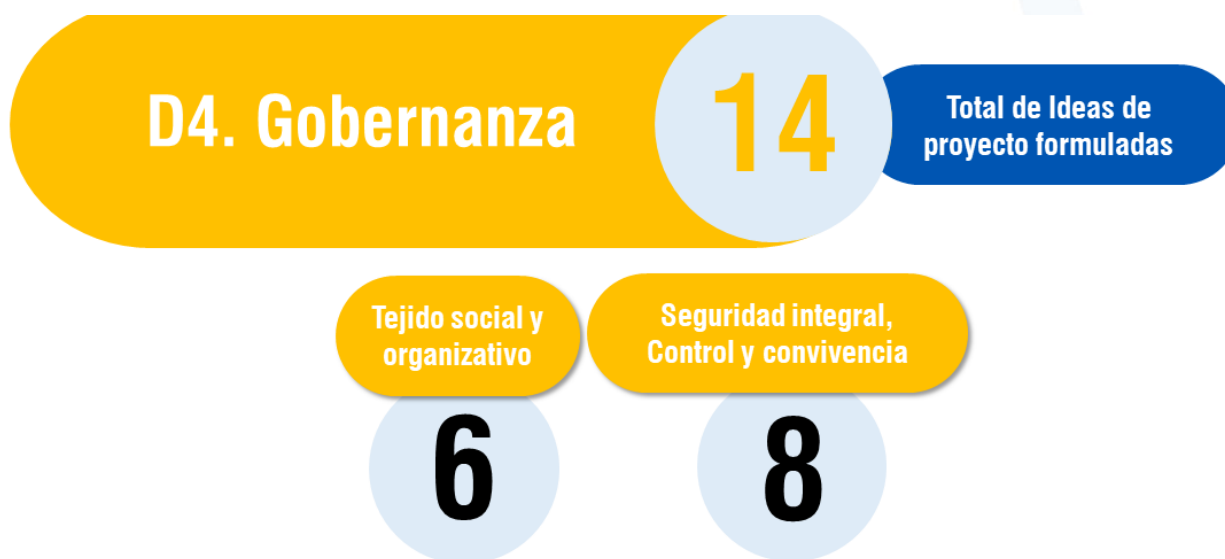 D4. Gobernanza
14
Total de Ideas de
proyecto formuladas
Tejido social y
organizativo
6
Seguridad integral,
Control y convivencia
8